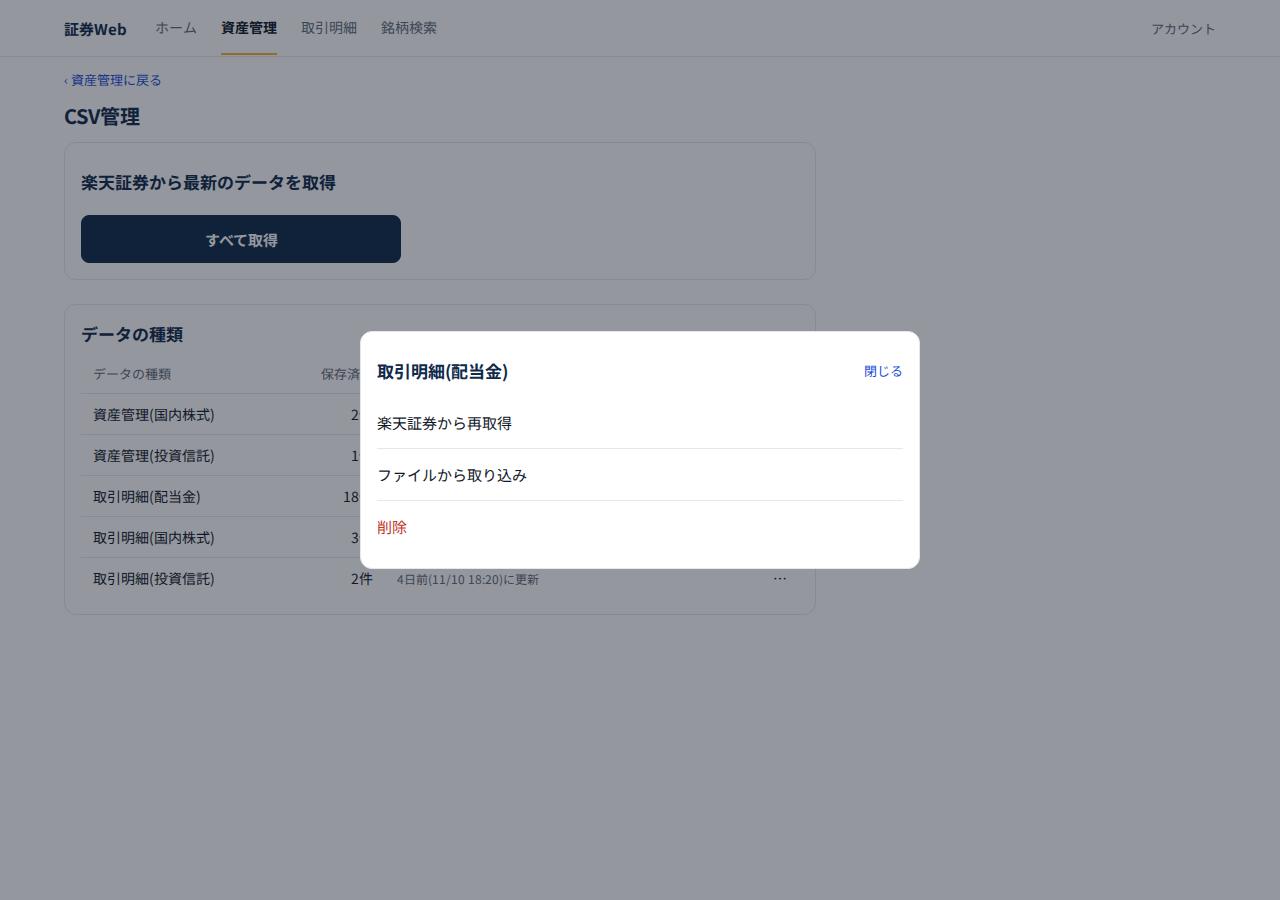 証券Web ホーム 資産管理 取引明細 銘柄検索 アカウント
‹ 資産管理に戻る
CSV管理
楽天証券から最新のデータを取得
すべて取得
データの種類
データの種類 保存済
資産管理(国内株式) 2
資産管理(投資信託) 1
取引明細(配当金) 18
取引明細(国内株式) 3
取引明細(投資信託) 2件 4日前(11/10 18:20)に更新 …
取引明細(配当金) 閉じる
楽天証券から再取得
ファイルから取り込み
削除